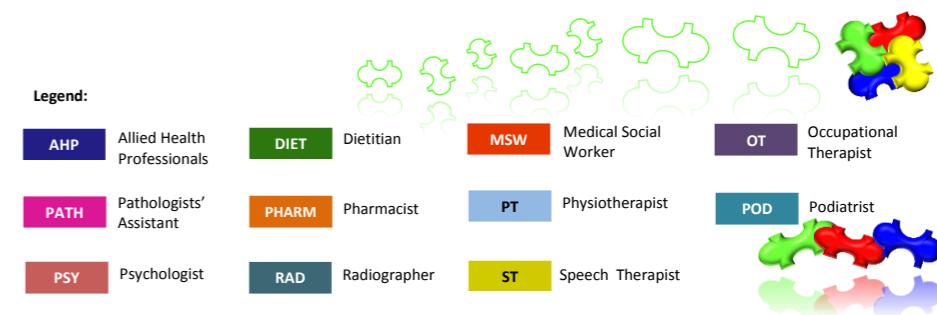 Legend:
AHP Allied Health Professionals
DIET Dietitian
MSW Medical Social Worker
OT Occupational Therapist
PATH Pathologists’ Assistant
PHARM Pharmacist
PT Physiotherapist
POD Podiatrist
PSY Psychologist
RAD Radiographer
ST Speech Therapist